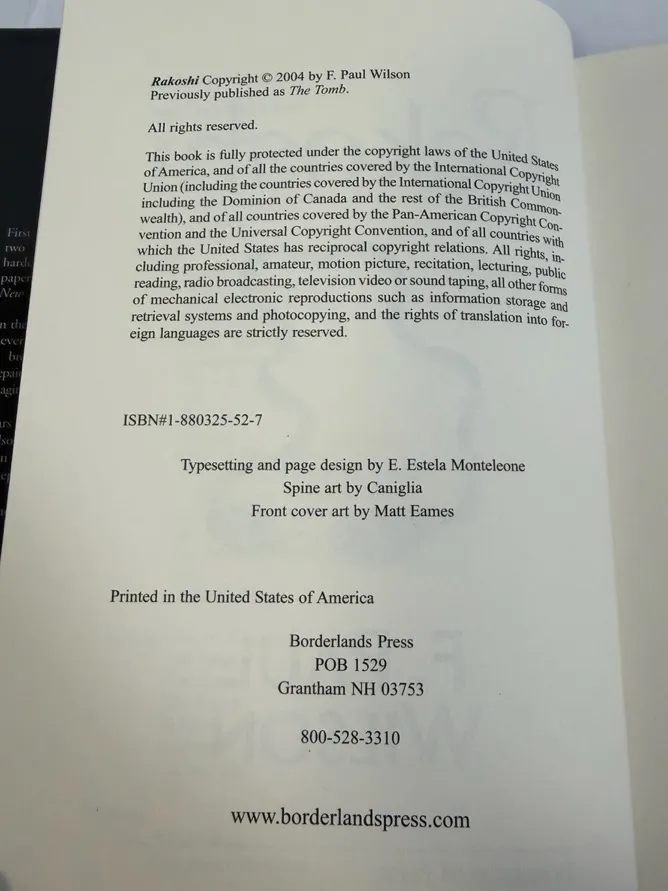 Rakoshi Copyright © 2004 by F. Paul Wilson
Previously published as The Tomb.
All rights reserved.
This book is fully protected under the copyright laws of the United States
of America, and of all the countries covered by the International Copyright
Union (including the countries covered by the International Copyright Union
including the Dominion of Canada and the rest of the British Common-
wealth), and of all countries covered by the Pan-American Copyright Con-
vention and the Universal Copyright Convention, and of all countries with
which the United States has reciprocal copyright relations. All rights, in-
cluding professional, amateur, motion picture, recitation, lecturing, public
reading, radio broadcasting, television video or sound taping, all other forms
of mechanical electronic reproductions such as information storage and
retrieval systems and photocopying, and the rights of translation into for-
eign languages are strictly reserved.
ISBN#1-880325-52-7
Typesetting and page design by E. Estela Monteleone
Spine art by Caniglia
Front cover art by Matt Eames
Printed in the United States of America
Borderlands Press
POB 1529
Grantham NH 03753
800-528-3310
www.borderlandspress.com
First
two
New